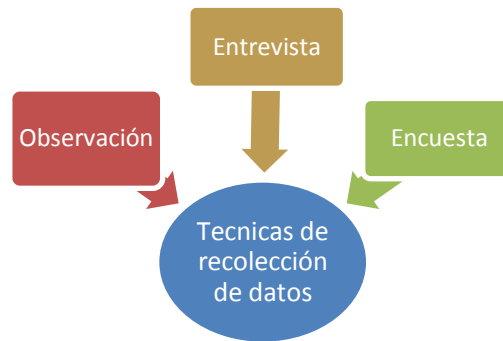 Entrevista
Observación
Encuesta
Tecnicas de
recolección
de datos